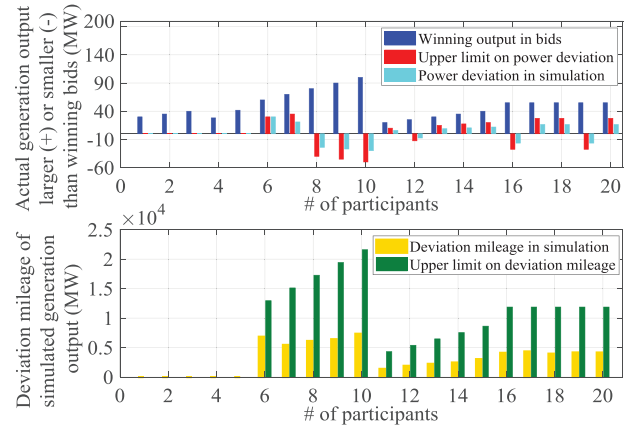 Actual generation output
larger (+) or smaller (-)
than winning bids (MW)
200
160
120
80
40
-10
-60
Winning output in bids
Upper limit on power deviation
Power deviation in simulation
0 2 4 6 8 10 12 14 16 18 20
# of participants
×10⁴
Deviation mileage of
simulated generation
output (MW)
2.5
2
1.5
1
0.5
0
Deviation mileage in simulation
Upper limit on deviation mileage
0 2 4 6 8 10 12 14 16 18 20
# of participants